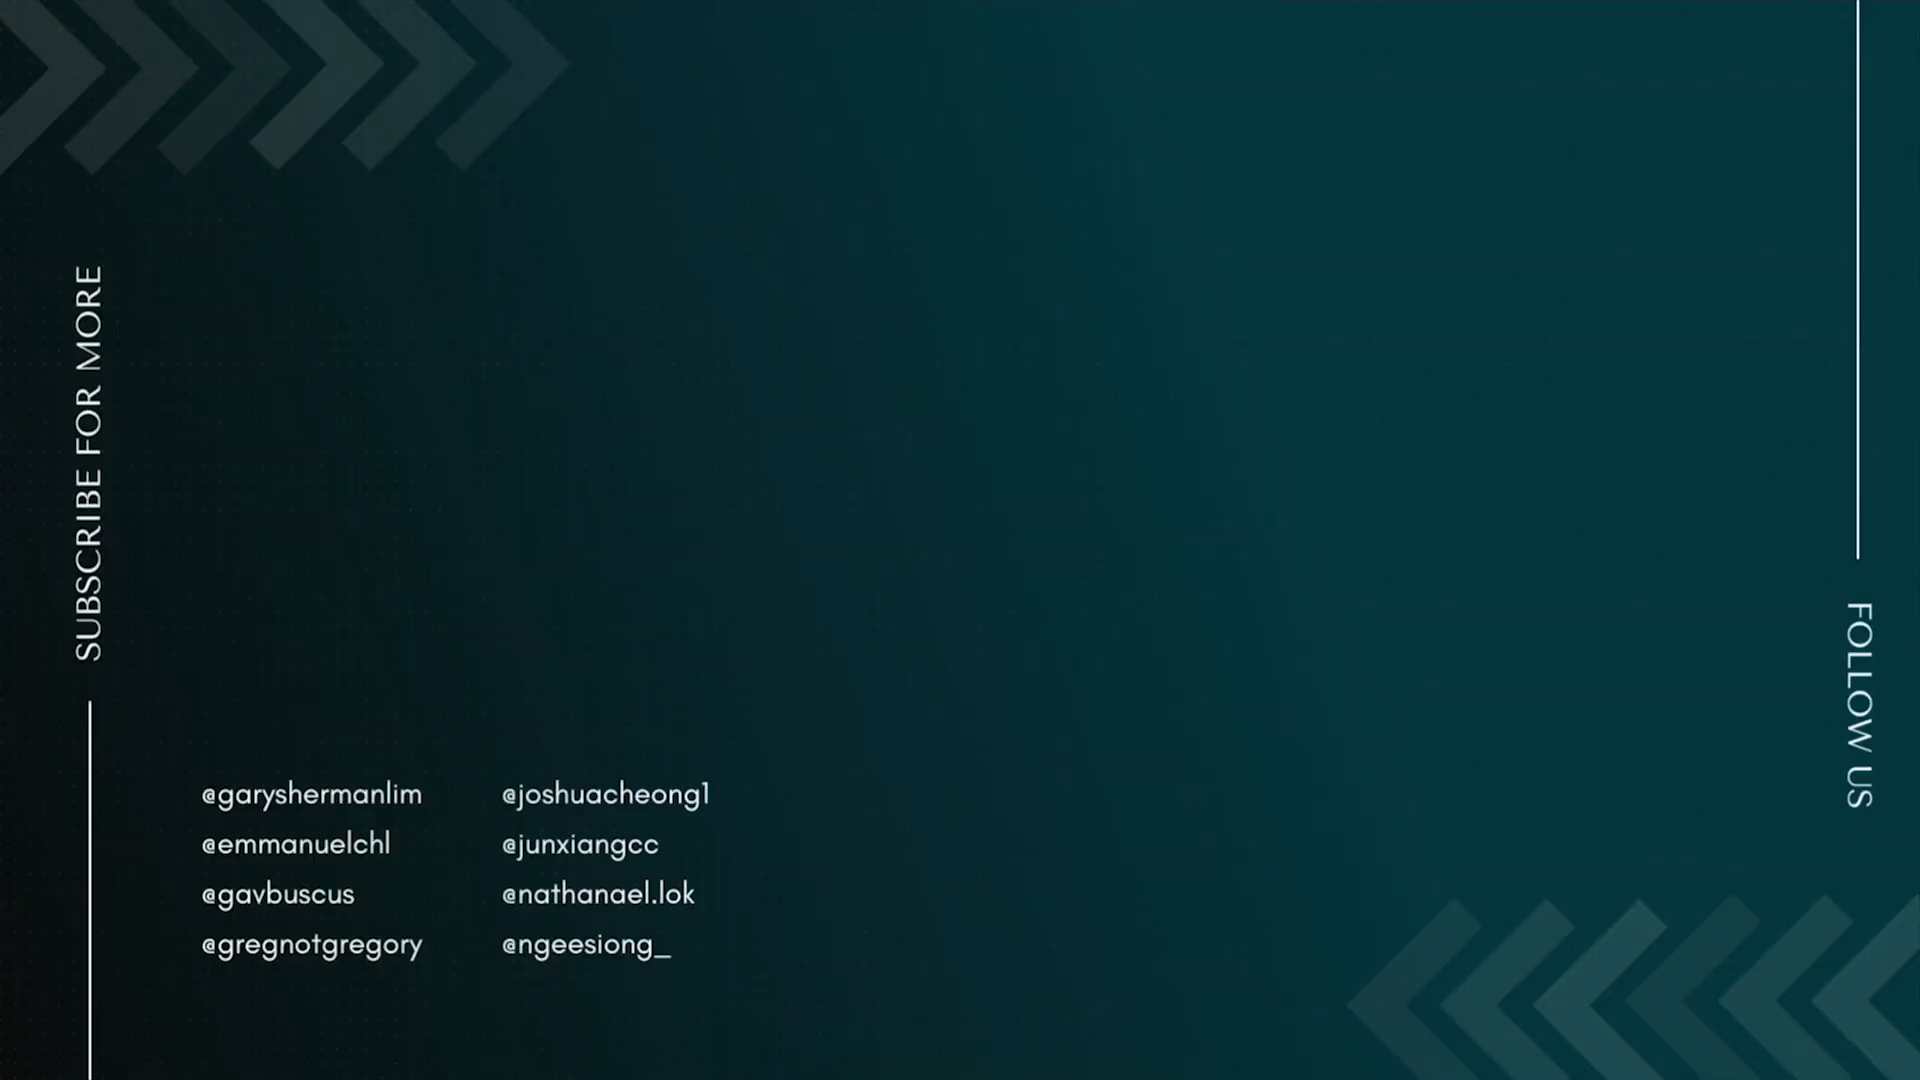 SUBSCRIBE FOR MORE
@garyshermanlim
@emmanuelchl
@gavbuscus
@gregnotgregory
@joshuacheong1
@junxiangcc
@nathanael.lok
@ngeesiong_
FOLLOW US